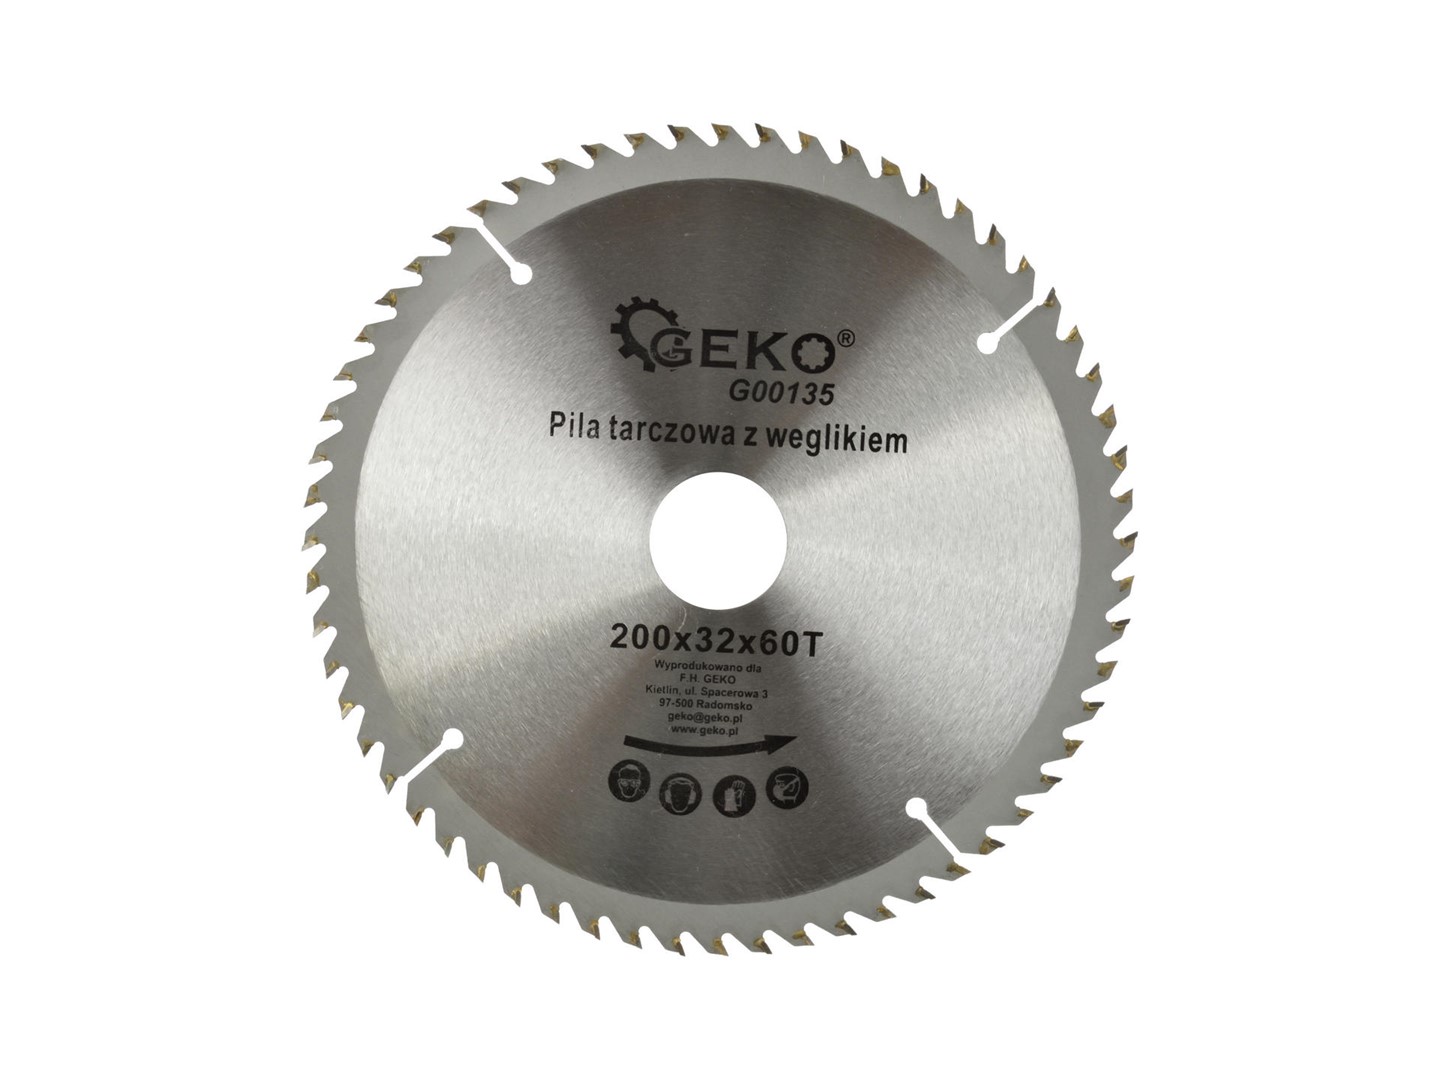 GEKO®
G00135
Pila tarczowa z weglikiem
200x32x60T
Wyprodukowano dla
F.H. GEKO
Kietlin, ul. Spacerowa 3
97-500 Radomsko
geko@geko.pl
www.geko.pl